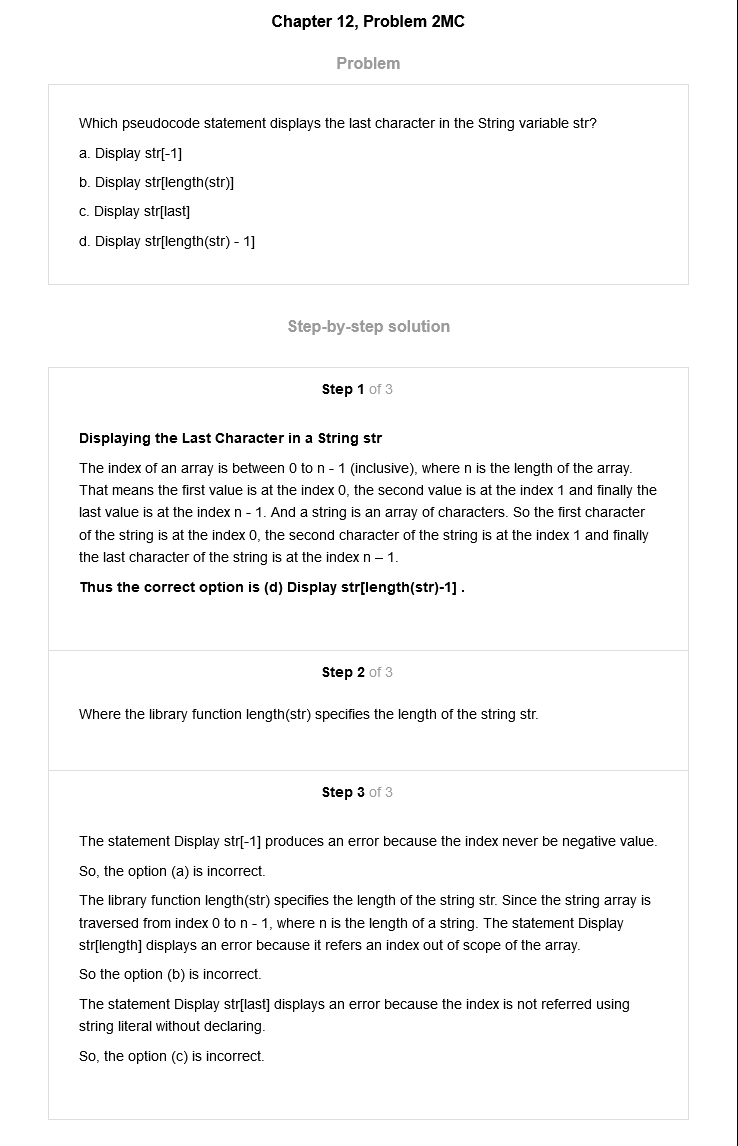 Chapter 12, Problem 2MC
Problem
Which pseudocode statement displays the last character in the String variable str?
a. Display str[-1]
b. Display str[length(str)]
c. Display str[last]
d. Display str[length(str) - 1]
Step-by-step solution
Step 1 of 3
Displaying the Last Character in a String str
The index of an array is between 0 to n - 1 (inclusive), where n is the length of the array.
That means the first value is at the index 0, the second value is at the index 1 and finally the
last value is at the index n - 1. And a string is an array of characters. So the first character
of the string is at the index 0, the second character of the string is at the index 1 and finally
the last character of the string is at the index n – 1.
Thus the correct option is (d) Display str[length(str)-1] .
Step 2 of 3
Where the library function length(str) specifies the length of the string str.
Step 3 of 3
The statement Display str[-1] produces an error because the index never be negative value.
So, the option (a) is incorrect.
The library function length(str) specifies the length of the string str. Since the string array is
traversed from index 0 to n - 1, where n is the length of a string. The statement Display
str[length] displays an error because it refers an index out of scope of the array.
So the option (b) is incorrect.
The statement Display str[last] displays an error because the index is not referred using
string literal without declaring.
So, the option (c) is incorrect.